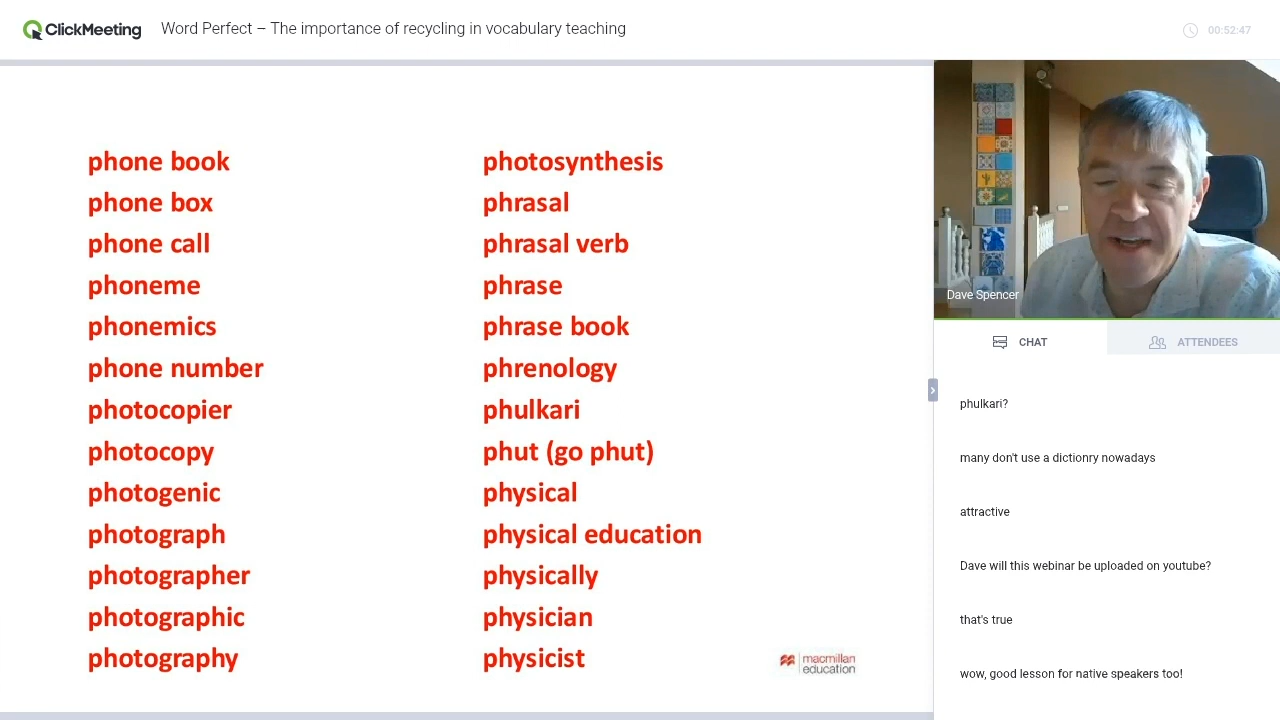 ClickMeeting
Word Perfect – The importance of recycling in vocabulary teaching
00:52:47
phone book
phone box
phone call
phoneme
phonemics
phone number
photocopier
photocopy
photogenic
photograph
photographer
photographic
photography
photosynthesis
phrasal
phrasal verb
phrase
phrase book
phrenology
phulkari
phut (go phut)
physical
physical education
physically
physician
physicist
macmillan
education
Dave Spencer
CHAT
ATTENDEES
phulkari?
many don't use a dictionry nowadays
attractive
Dave will this webinar be uploaded on youtube?
that's true
wow, good lesson for native speakers too!